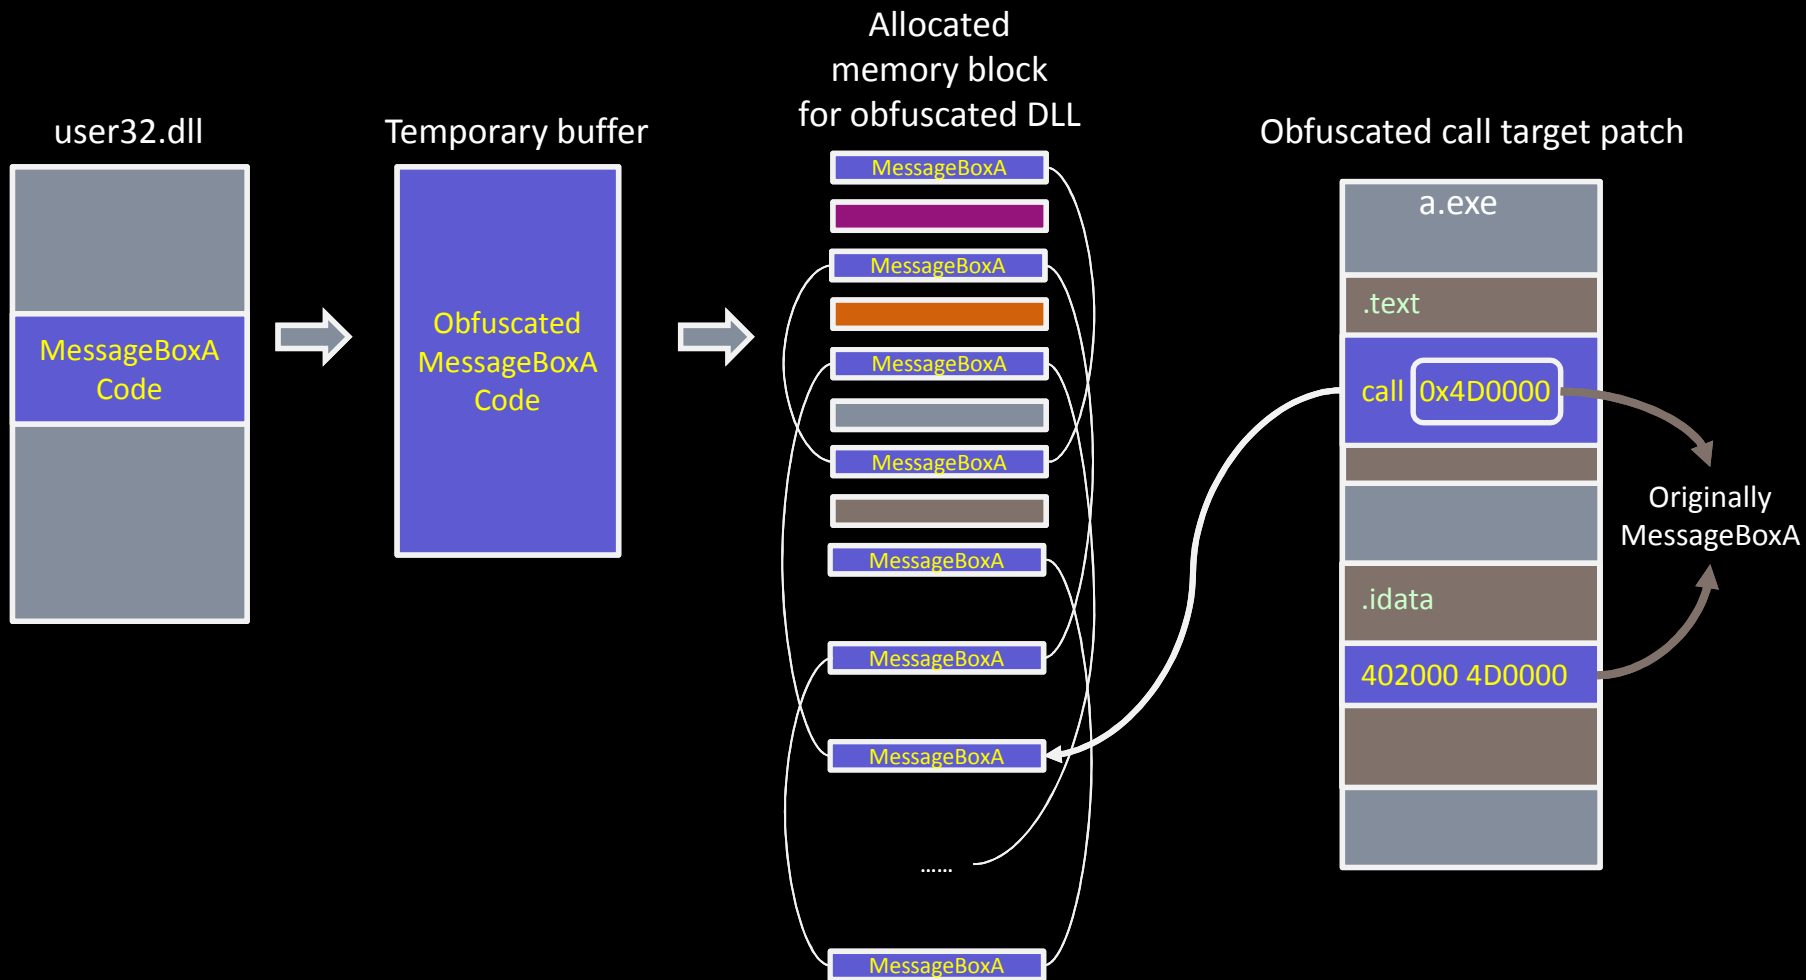 user32.dll
MessageBoxA
Code
Temporary buffer
Obfuscated
MessageBoxA
Code
Allocated
memory block
for obfuscated DLL
MessageBoxA
MessageBoxA
MessageBoxA
MessageBoxA
MessageBoxA
MessageBoxA
MessageBoxA
......
MessageBoxA
Obfuscated call target patch
a.exe
.text
call 0x4D0000
.idata
402000 4D0000
Originally
MessageBoxA